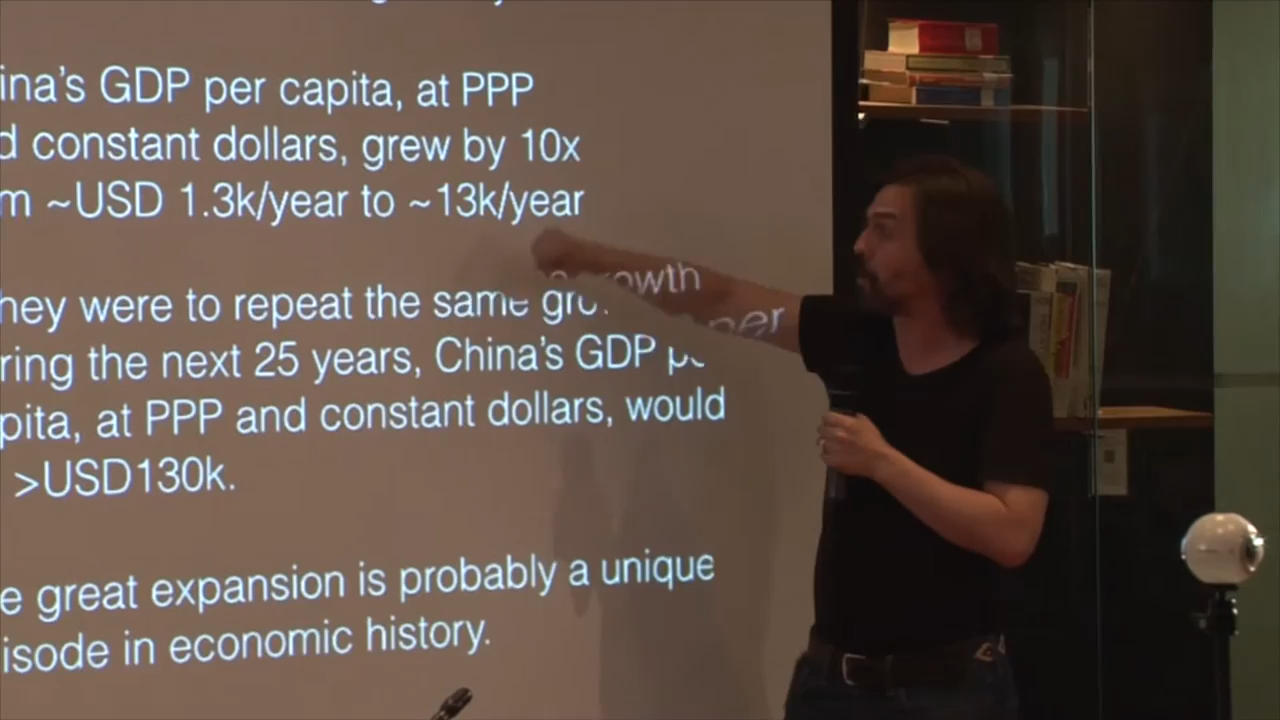 ina's GDP per capita, at PPP
d constant dollars, grew by 10x
m ~USD 1.3k/year to ~13k/year
hey were to repeat the same growth
ring the next 25 years, China's GDP per
pita, at PPP and constant dollars, would
>USD130k.
e great expansion is probably a unique
isode in economic history.